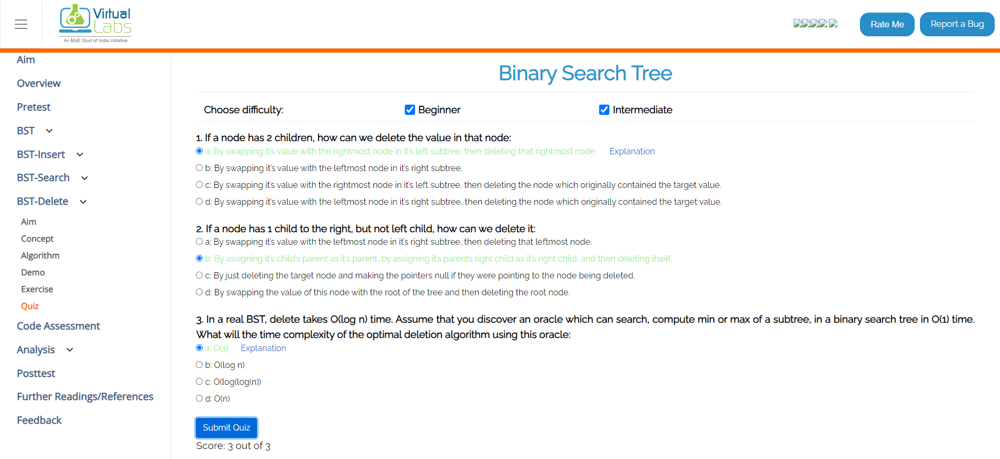 Virtual
Labs
An MoE Govt of India Initiative
Rate Me
Report a Bug
Aim
Overview
Pretest
BST
BST-Insert
BST-Search
BST-Delete
Aim
Concept
Algorithm
Demo
Exercise
Quiz
Code Assessment
Analysis
Posttest
Further Readings/References
Feedback
Binary Search Tree
Choose difficulty:
Beginner
Intermediate
1. If a node has 2 children, how can we delete the value in that node:
a: By swapping it's value with the rightmost node in it's left subtree, then deleting that rightmost node. Explanation
b: By swapping it's value with the leftmost node in it's right subtree.
c: By swapping it's value with the rightmost node in it's left subtree, then deleting the node which originally contained the target value.
d: By swapping it's value with the leftmost node in it's right subtree, then deleting the node which originally contained the target value.
2. If a node has 1 child to the right, but not left child, how can we delete it:
a: By swapping it's value with the leftmost node in it's right subtree, then deleting that leftmost node.
b: By assigning it's child's parent as it's parent, by assigning it's parents right child as it's right child, and then deleting itself.
c: By just deleting the target node and making the pointers null if they were pointing to the node being deleted.
d: By swapping the value of this node with the root of the tree and then deleting the root node.
3. In a real BST, delete takes O(log n) time. Assume that you discover an oracle which can search, compute min or max of a subtree, in a binary search tree in O(1) time.
What will the time complexity of the optimal deletion algorithm using this oracle:
a: O(1) Explanation
b: O(log n)
c: O(log(log(n))
d: O(n)
Submit Quiz
Score: 3 out of 3